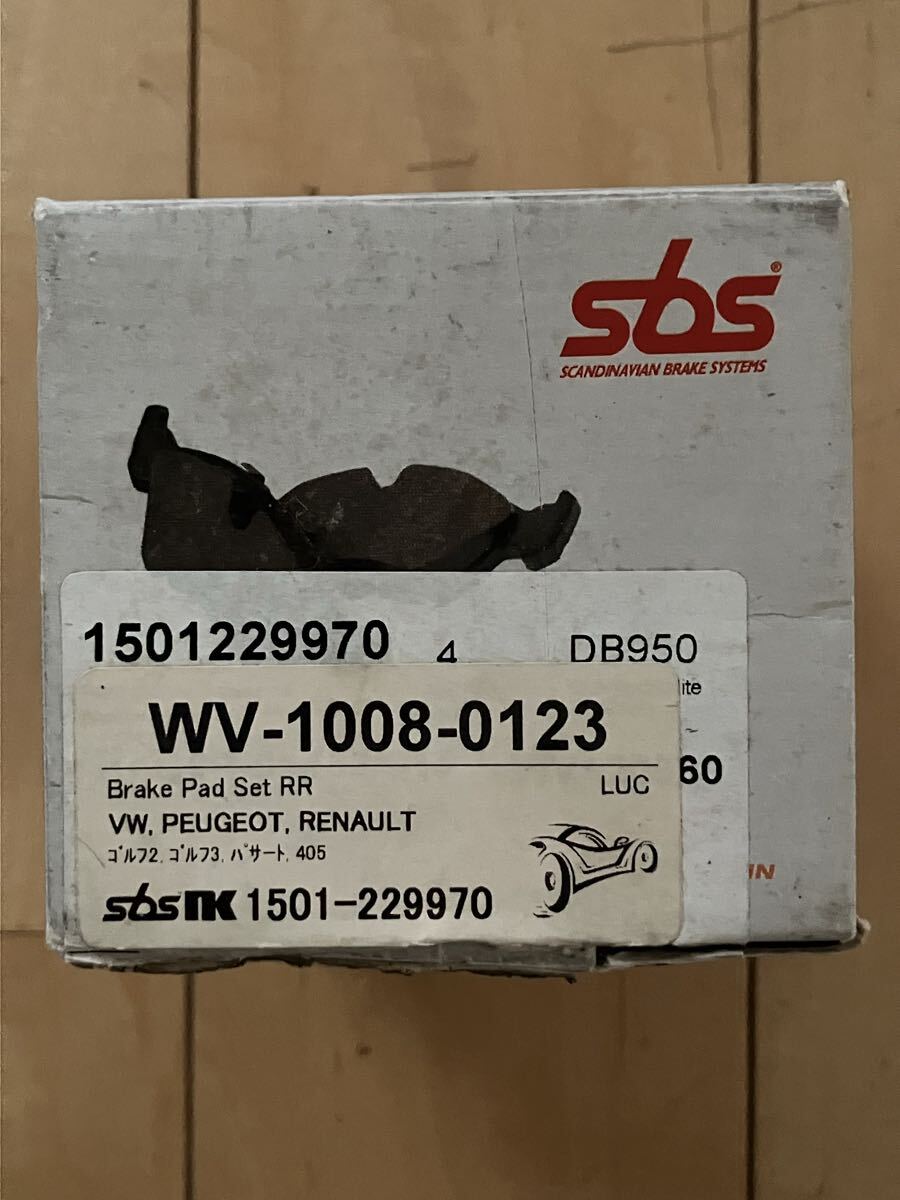 sbs®
SCANDINAVIAN BRAKE SYSTEMS
1501229970 4 DB950
WV-1008-0123
60
Brake Pad Set RR LUC
VW, PEUGEOT, RENAULT
ｺﾞﾙﾌ2, ｺﾞﾙﾌ3, ﾊﾟｻｰﾄ, 405
sbs NK 1501-229970